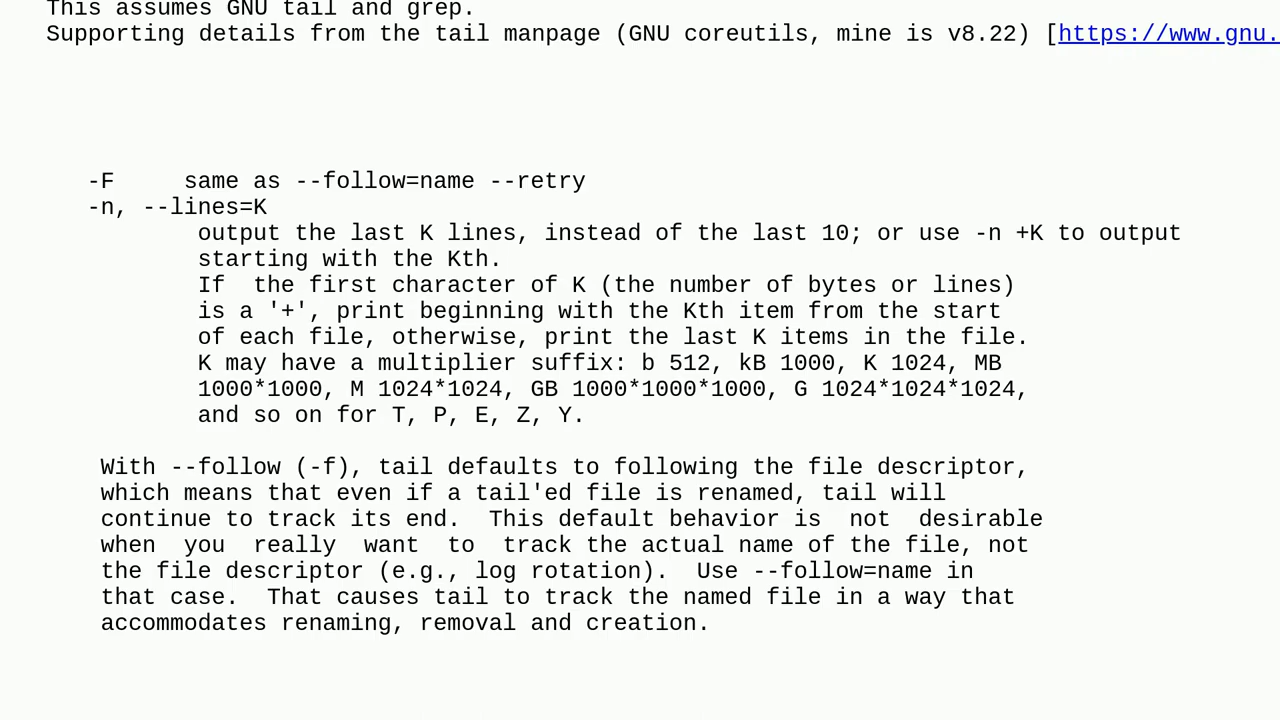 This assumes GNU tail and grep.
Supporting details from the tail manpage (GNU coreutils, mine is v8.22) [https://www.gnu.
-F     same as --follow=name --retry
-n, --lines=K
output the last K lines, instead of the last 10; or use -n +K to output
starting with the Kth.
If  the first character of K (the number of bytes or lines)
is a '+', print beginning with the Kth item from the start
of each file, otherwise, print the last K items in the file.
K may have a multiplier suffix: b 512, kB 1000, K 1024, MB
1000*1000, M 1024*1024, GB 1000*1000*1000, G 1024*1024*1024,
and so on for T, P, E, Z, Y.
With --follow (-f), tail defaults to following the file descriptor,
which means that even if a tail'ed file is renamed, tail will
continue to track its end.  This default behavior is  not  desirable
when  you  really  want  to  track the actual name of the file, not
the file descriptor (e.g., log rotation).  Use --follow=name in
that case.  That causes tail to track the named file in a way that
accommodates renaming, removal and creation.